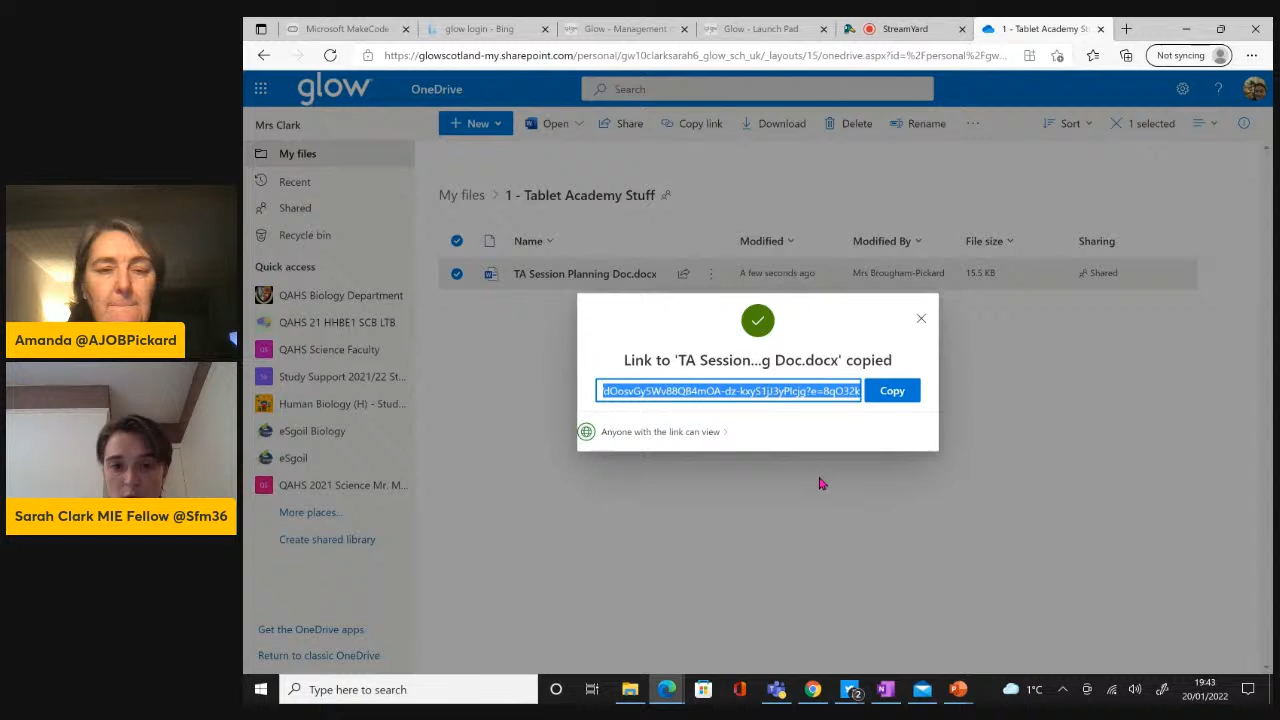 Microsoft MakeCode
glow login - Bing
Glow - Management
Glow - Launch Pad
StreamYard
1 - Tablet Academy St
https://glowscotland-my.sharepoint.com/personal/gw10clarksarah6_glow_sch_uk/_layouts/15/onedrive.aspx?id=%2Fpersonal%2Fgw...
Not syncing
glow
OneDrive
Search
Mrs Clark
New
Open
Share
Copy link
Download
Delete
Rename
Sort
1 selected
My files
Recent
Shared
Recycle bin
Quick access
QAHS Biology Department
QAHS 21 HHBE1 SCB LTB
QAHS Science Faculty
Study Support 2021/22 St...
Human Biology (H) - Stud...
eSgoil Biology
eSgoil
QAHS 2021 Science Mr. M...
More places...
Create shared library
Get the OneDrive apps
Return to classic OneDrive
My files > 1 - Tablet Academy Stuff
Name
Modified
Modified By
File size
Sharing
TA Session Planning Doc.docx
A few seconds ago
Mrs Brougham-Pickard
15.5 KB
Shared
Link to 'TA Session...g Doc.docx' copied
Copy
Anyone with the link can view
Amanda @AJOBPickard
Sarah Clark MIE Fellow @Sfm36
Type here to search
2
1°C
19:43
20/01/2022